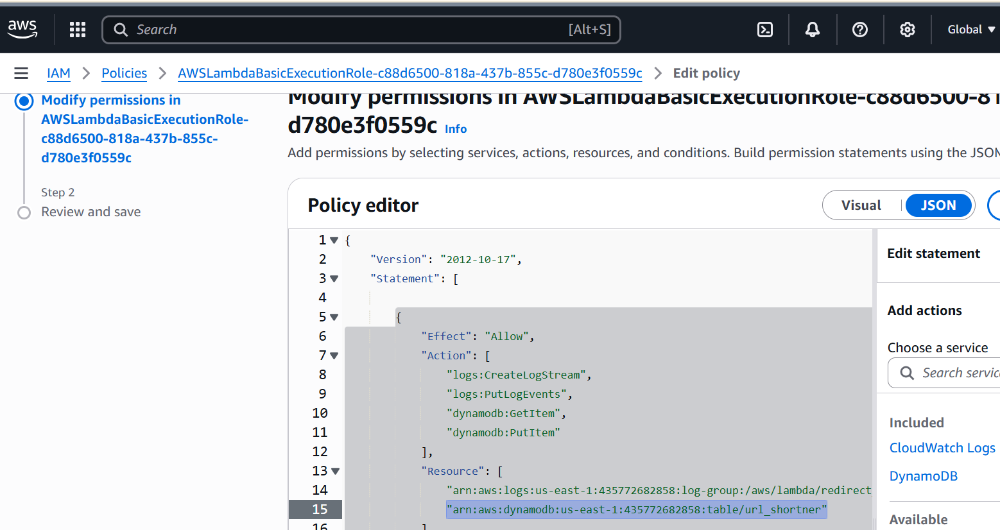 aws
Search
[Alt+S]
Global
IAM
Policies
AWSLambdaBasicExecutionRole-c88d6500-818a-437b-855c-d780e3f0559c
Edit policy
Modify permissions in
AWSLambdaBasicExecutionRole-
c88d6500-818a-437b-855c-
d780e3f0559c
Step 2
Review and save
Modify permissions in AWSLambdaBasicExecutionRole-c88d6500-81
d780e3f0559c Info
Add permissions by selecting services, actions, resources, and conditions. Build permission statements using the JSON
Policy editor
Visual
JSON
1 {
2 "Version": "2012-10-17",
3 "Statement": [
4
5 {
6 "Effect": "Allow",
7 "Action": [
8 "logs:CreateLogStream",
9 "logs:PutLogEvents",
10 "dynamodb:GetItem",
11 "dynamodb:PutItem"
12 ],
13 "Resource": [
14 "arn:aws:logs:us-east-1:435772682858:log-group:/aws/lambda/redirect
15 "arn:aws:dynamodb:us-east-1:435772682858:table/url_shortner"
16 ]
Edit statement
Add actions
Choose a service
Search servic
Included
CloudWatch Logs
DynamoDB
Available